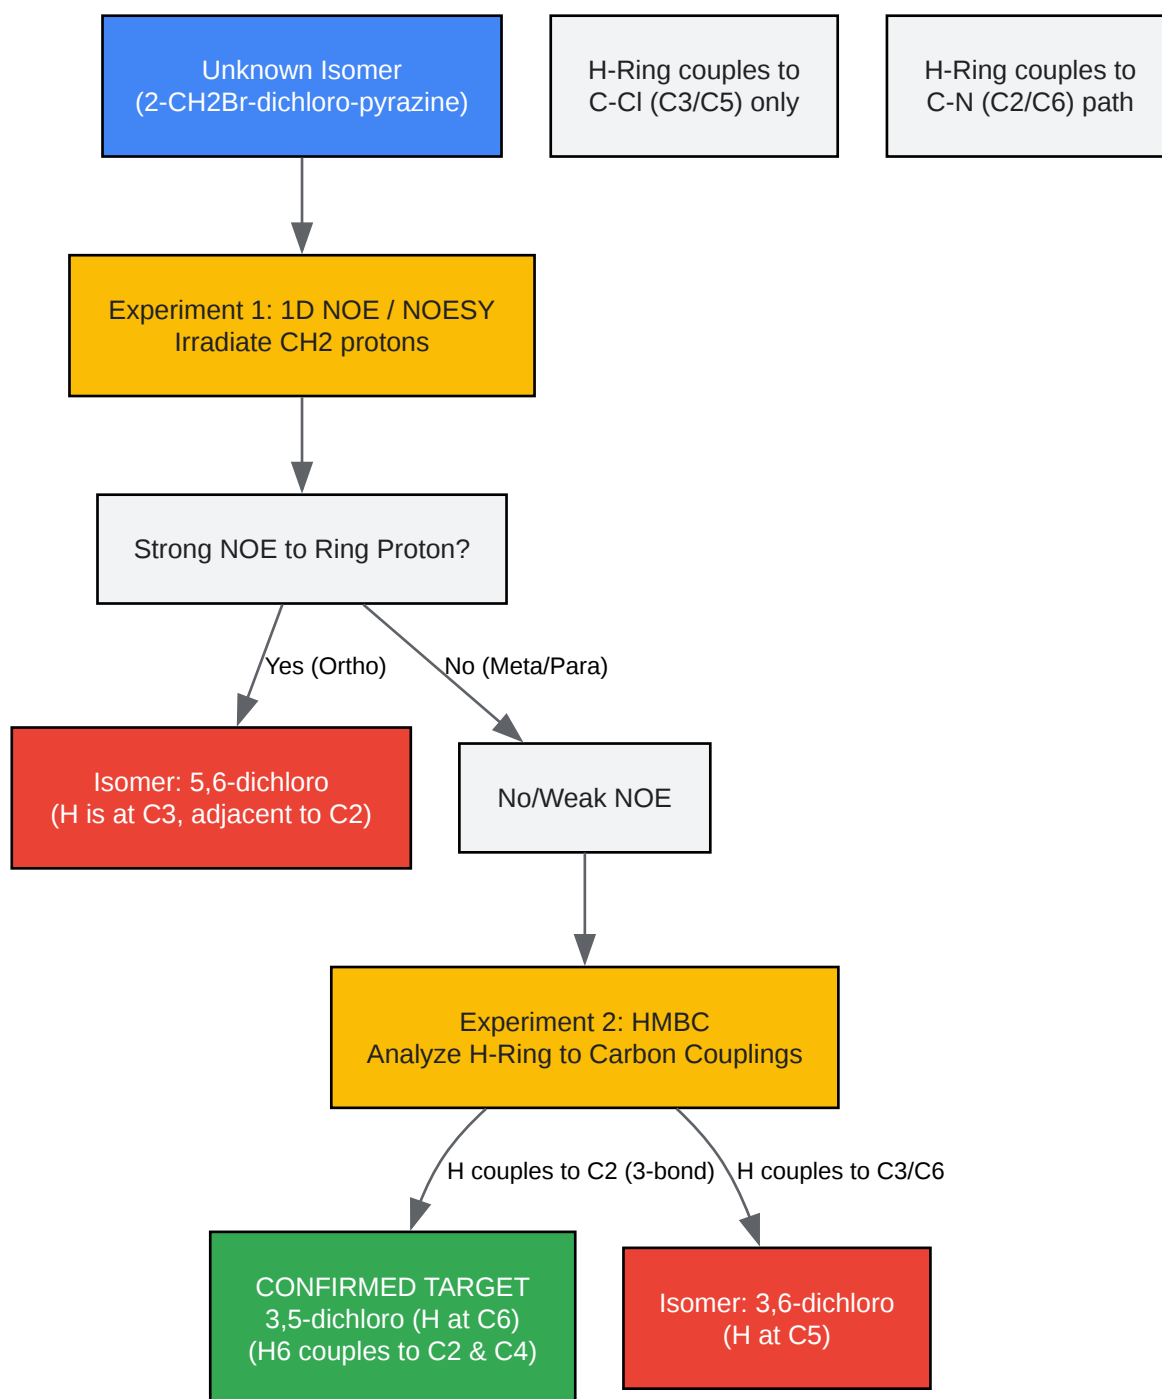 Unknown Isomer
(2-CH2Br-dichloro-pyrazine)
H-Ring couples to
C-Cl (C3/C5) only
H-Ring couples to
C-N (C2/C6) path
Experiment 1: 1D NOE / NOESY
Irradiate CH2 protons
Strong NOE to Ring Proton?
Yes (Ortho)
No (Meta/Para)
Isomer: 5,6-dichloro
(H is at C3, adjacent to C2)
No/Weak NOE
Experiment 2: HMBC
Analyze H-Ring to Carbon Couplings
H couples to C2 (3-bond)
H couples to C3/C6
CONFIRMED TARGET
3,5-dichloro (H at C6)
(H6 couples to C2 & C4)
Isomer: 3,6-dichloro
(H at C5)